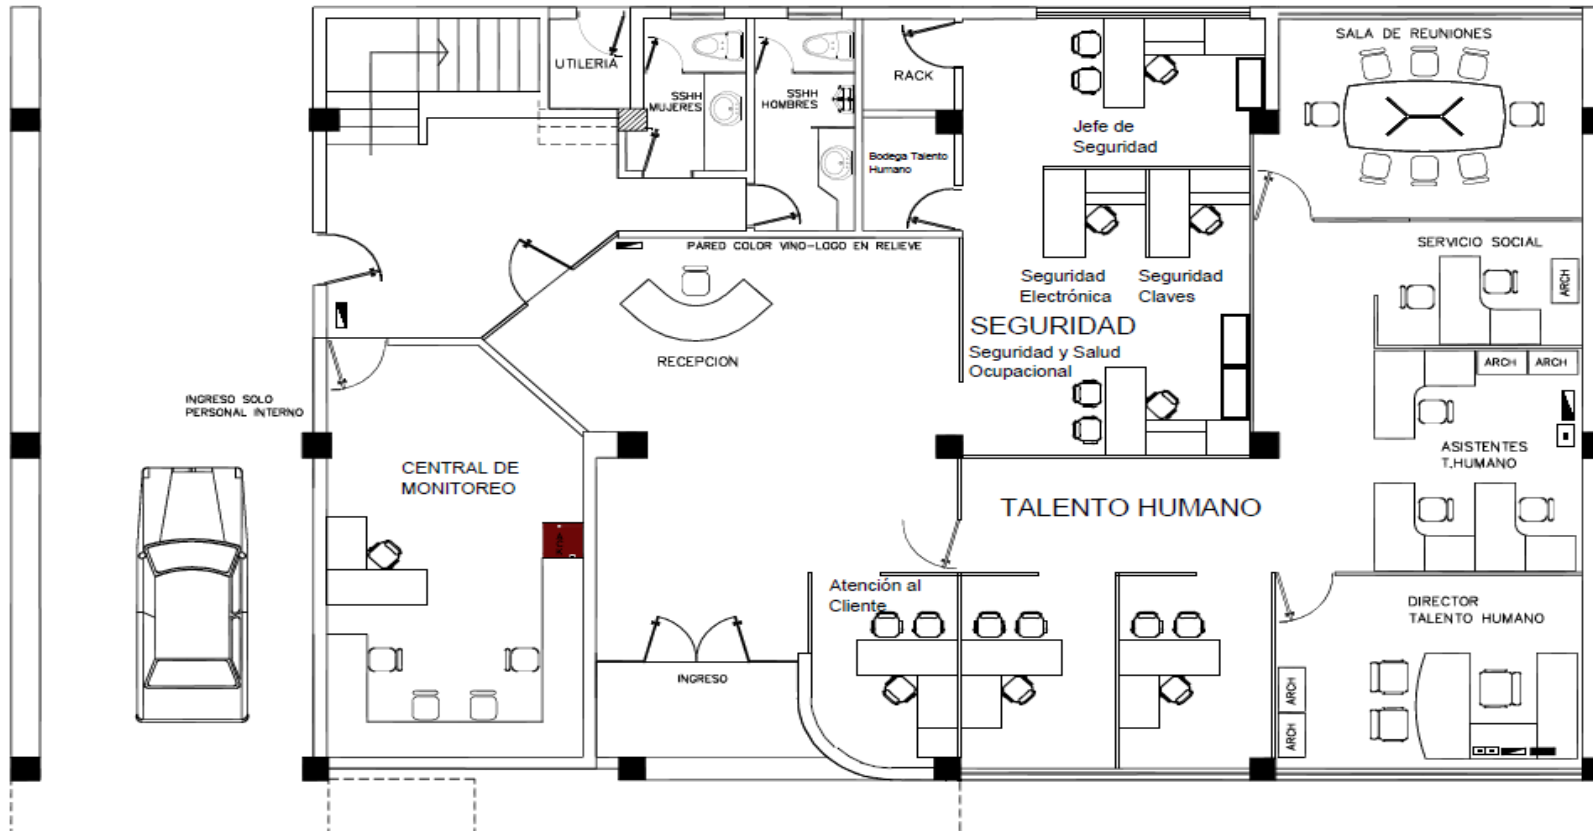 UTILERIA
SSHH
MUJERES
SSHH
HOMBRES
RACK
Bodega Talento
Humano
Jefe de
Seguridad
SALA DE REUNIONES
PARED COLOR VINO-LOGO EN RELIEVE
RECEPCION
Seguridad
Electrónica
Seguridad
Claves
SEGURIDAD
Seguridad y Salud
Ocupacional
SERVICIO SOCIAL
ARCH
ARCH
ARCH
ASISTENTES
T.HUMANO
INGRESO SOLO
PERSONAL INTERNO
CENTRAL DE
MONITOREO
TALENTO HUMANO
Atención al
Cliente
INGRESO
DIRECTOR
TALENTO HUMANO
ARCH
ARCH